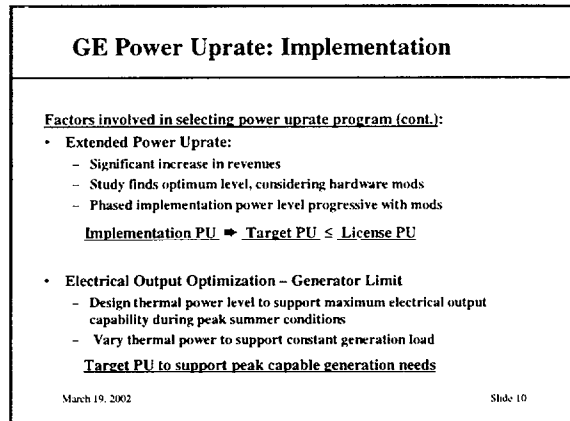 GE Power Uprate: Implementation
Factors involved in selecting power uprate program (cont.):
• Extended Power Uprate:
– Significant increase in revenues
– Study finds optimum level, considering hardware mods
– Phased implementation power level progressive with mods
Implementation PU ➨ Target PU ≤ License PU
• Electrical Output Optimization – Generator Limit
– Design thermal power level to support maximum electrical output
capability during peak summer conditions
– Vary thermal power to support constant generation load
Target PU to support peak capable generation needs
March 19, 2002
Slide 10